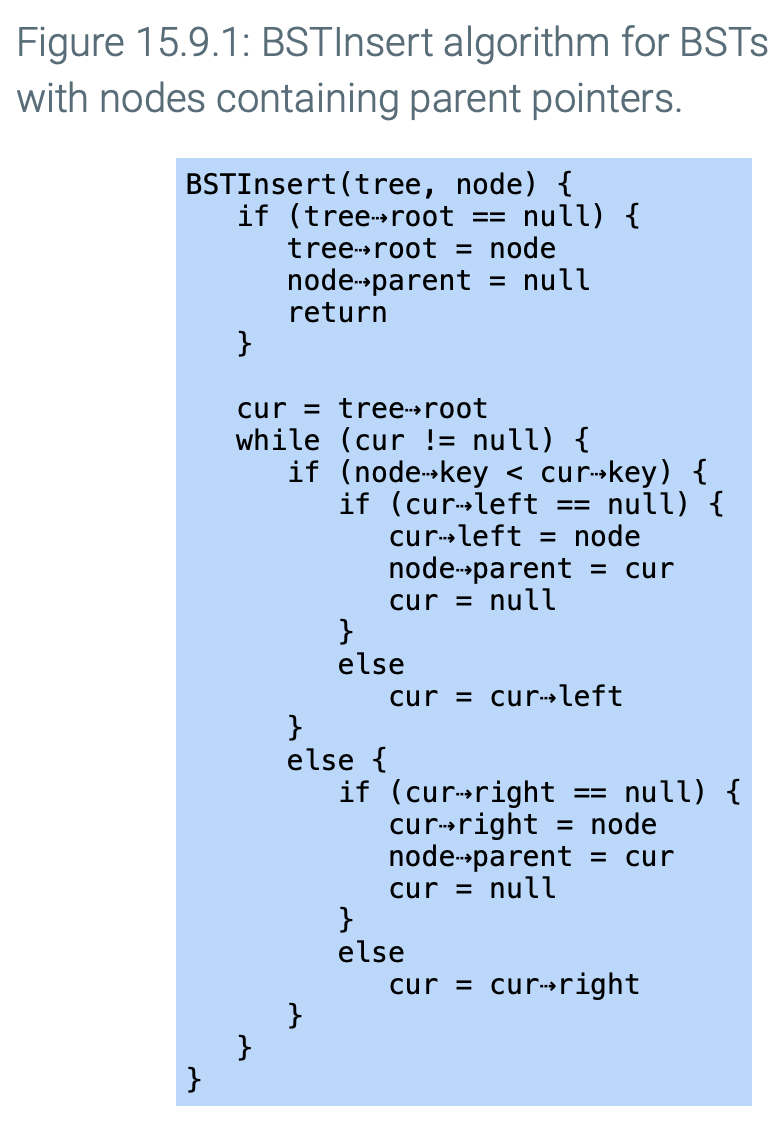 Figure 15.9.1: BSTInsert algorithm for BSTs
with nodes containing parent pointers.
BSTInsert(tree, node) {
   if (tree⇢root == null) {
      tree⇢root = node
      node⇢parent = null
      return
   }

   cur = tree⇢root
   while (cur != null) {
      if (node⇢key < cur⇢key) {
         if (cur⇢left == null) {
            cur⇢left = node
            node⇢parent = cur
            cur = null
         }
         else
            cur = cur⇢left
      }
      else {
         if (cur⇢right == null) {
            cur⇢right = node
            node⇢parent = cur
            cur = null
         }
         else
            cur = cur⇢right
      }
   }
}